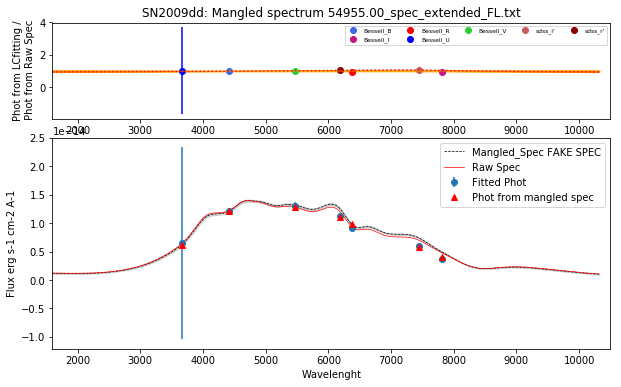 SN2009dd: Mangled spectrum 54955.00_spec_extended_FL.txt
Phot from LCfitting /
Phot from Raw Spec
4
2
0
Bessell_B
Bessell_I
Bessell_R
Bessell_U
Bessell_V
sdss_i'
sdss_r'
2000 3000 4000 5000 6000 7000 8000 9000 10000
1e−14
Flux erg s-1 cm-2 A-1
2.5
2.0
1.5
1.0
0.5
0.0
−0.5
−1.0
Mangled_Spec FAKE SPEC
Raw Spec
Fitted Phot
Phot from mangled spec
2000 3000 4000 5000 6000 7000 8000 9000 10000
Wavelenght